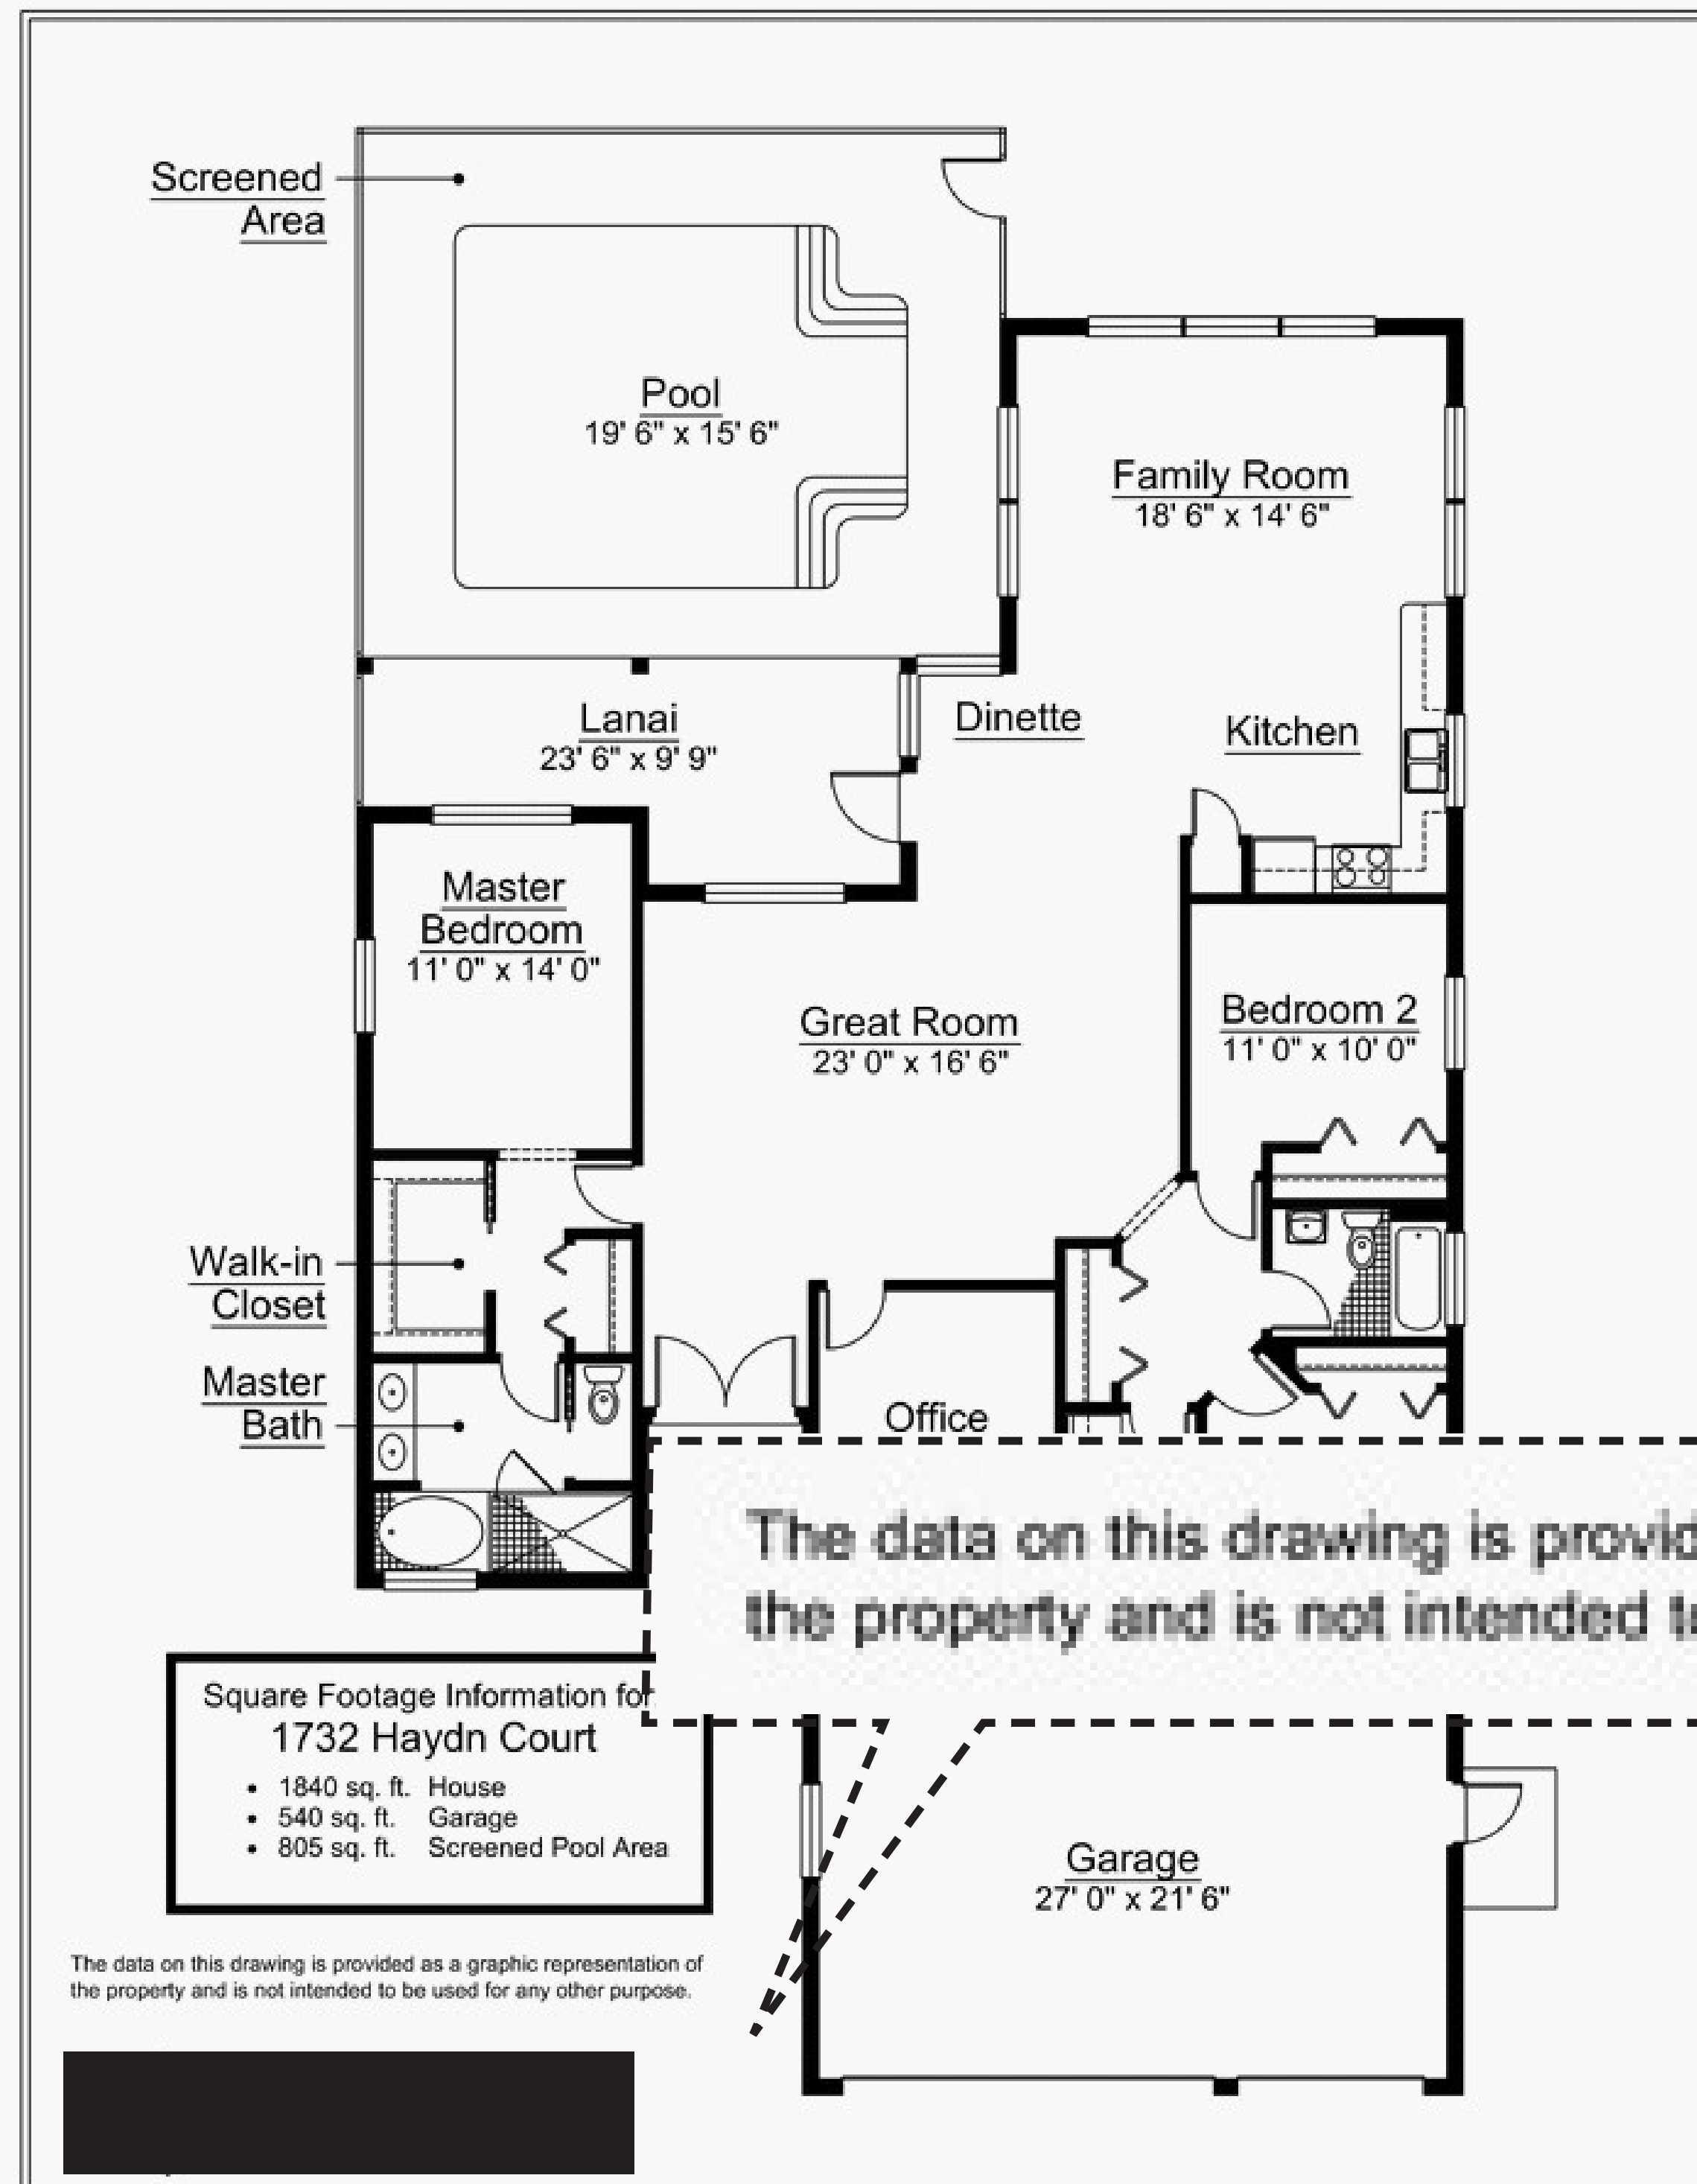 Screened
Area
Pool
19' 6" x 15' 6"
Family Room
18' 6" x 14' 6"
Lanai
23' 6" x 9' 9"
Dinette
Kitchen
Master
Bedroom
11' 0" x 14' 0"
Great Room
23' 0" x 16' 6"
Bedroom 2
11' 0" x 10' 0"
Walk-in
Closet
Master
Bath
Office
The data on this drawing is provid
the property and is not intended t
Square Footage Information for
1732 Haydn Court
• 1840 sq. ft. House
• 540 sq. ft. Garage
• 805 sq. ft. Screened Pool Area
Garage
27' 0" x 21' 6"
The data on this drawing is provided as a graphic representation of
the property and is not intended to be used for any other purpose.